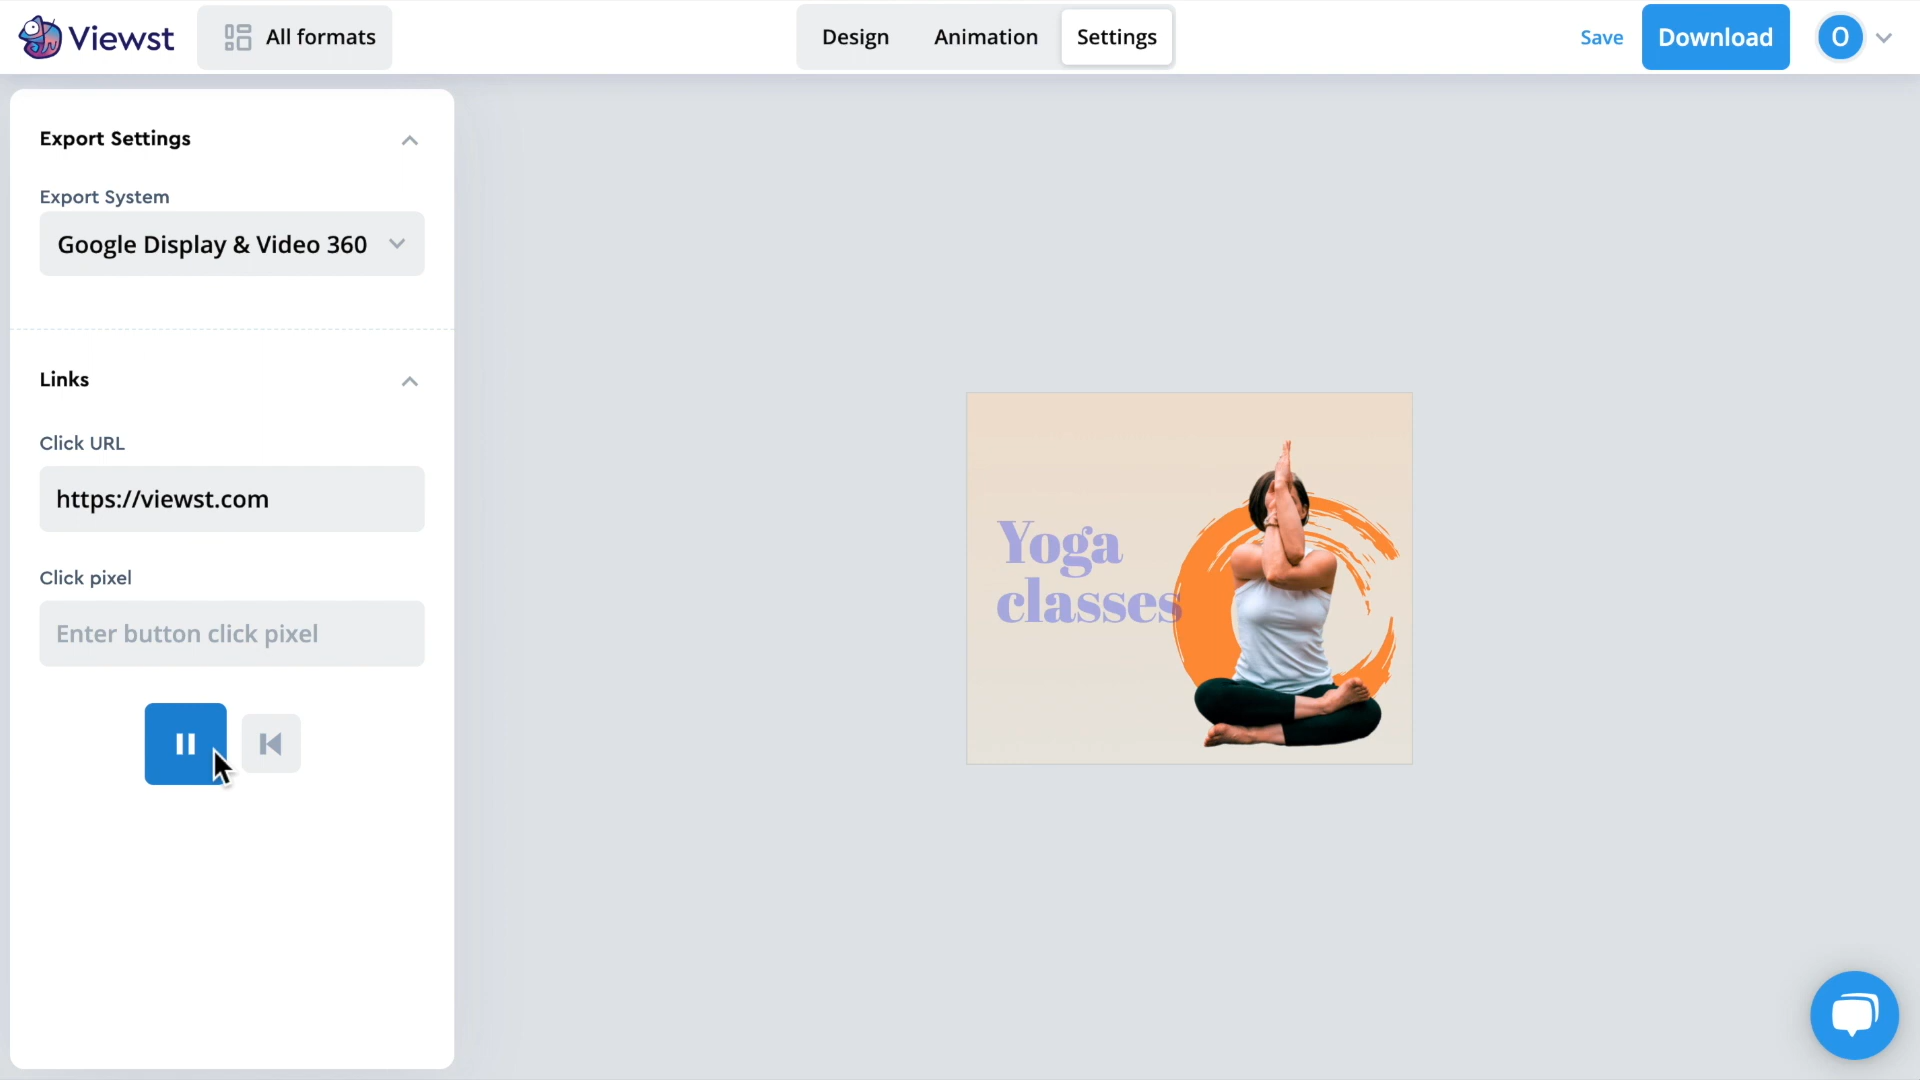 Viewst
All formats
Design
Animation
Settings
Save
Download
O
Export Settings
Export System
Google Display & Video 360
Links
Click URL
https://viewst.com
Click pixel
Enter button click pixel
Yoga
classes